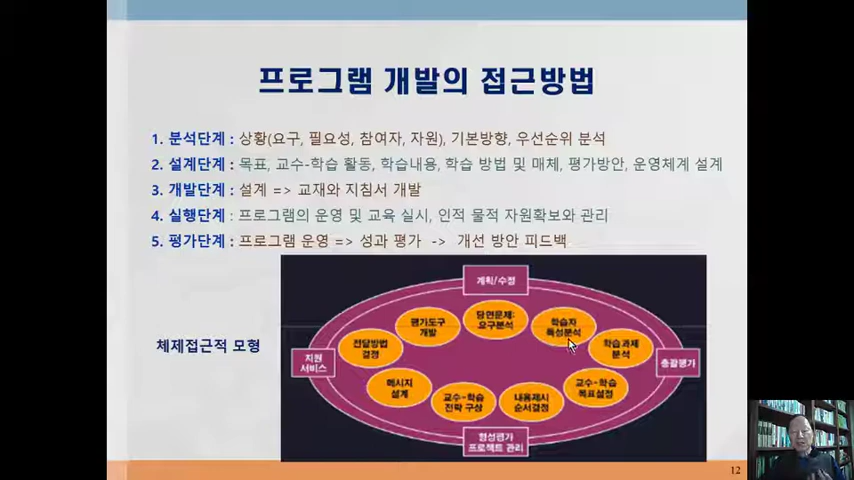 프로그램 개발의 접근방법
1. 분석단계 : 상황(요구, 필요성, 참여자, 자원), 기본방향, 우선순위 분석
2. 설계단계 : 목표, 교수-학습 활동, 학습내용, 학습 방법 및 매체, 평가방안, 운영체계 설계
3. 개발단계 : 설계 => 교재와 지침서 개발
4. 실행단계 : 프로그램의 운영 및 교육 실시, 인적 물적 자원확보와 관리
5. 평가단계 : 프로그램 운영 => 성과 평가 -> 개선 방안 피드백
체제접근적 모형
계획/수정
당면문제:
요구분석
학습자
특성분석
학습과제
분석
총괄평가
교수-학습
목표설정
내용제시
순서결정
교수-학습
전략 구상
메시지
설계
전달방법
결정
평가도구
개발
지원
서비스
형성평가
프로젝트 관리
12